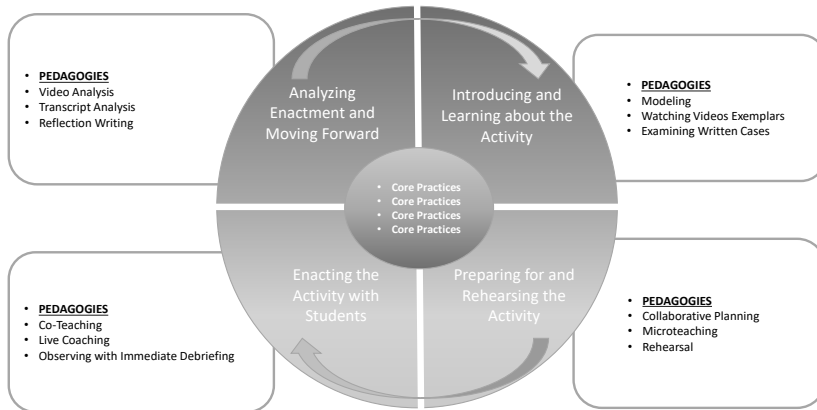 PEDAGOGIES
Video Analysis
Transcript Analysis
Reflection Writing
Analyzing
Enactment and
Moving Forward
Introducing and
Learning about the
Activity
PEDAGOGIES
Modeling
Watching Videos Exemplars
Examining Written Cases
Core Practices
Core Practices
Core Practices
Core Practices
PEDAGOGIES
Co-Teaching
Live Coaching
Observing with Immediate Debriefing
Enacting the
Activity with
Students
Preparing for and
Rehearsing the
Activity
PEDAGOGIES
Collaborative Planning
Microteaching
Rehearsal